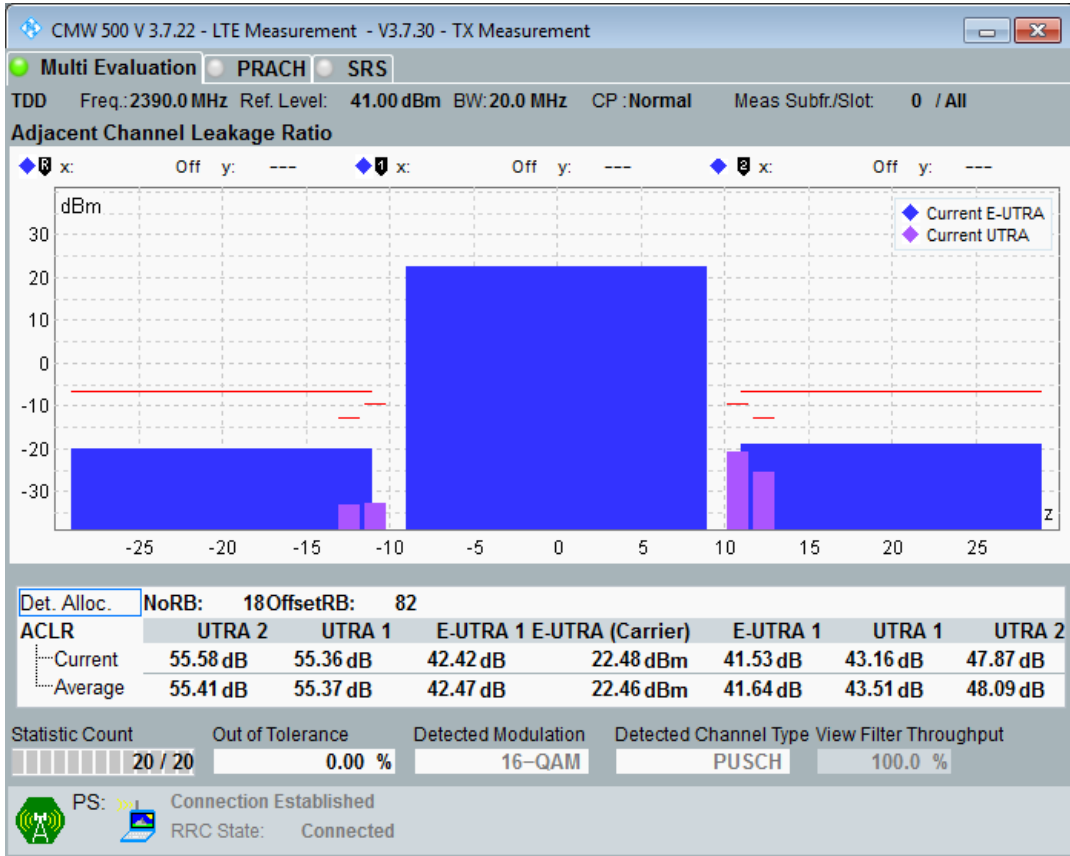 CMW 500 V 3.7.22 - LTE Measurement - V3.7.30 - TX Measurement
Multi Evaluation PRACH SRS
TDD Freq.: 2390.0 MHz Ref. Level: 41.00 dBm BW: 20.0 MHz CP : Normal Meas Subfr./Slot: 0 / All
Adjacent Channel Leakage Ratio
R x: Off y: --- 1 x: Off y: --- 2 x: Off y: ---
dBm
Current E-UTRA
Current UTRA
30
20
10
0
-10
-20
-30
z
-25 -20 -15 -10 -5 0 5 10 15 20 25
Det. Alloc. NoRB: 18 OffsetRB: 82
ACLR UTRA 2 UTRA 1 E-UTRA 1 E-UTRA (Carrier) E-UTRA 1 UTRA 1 UTRA 2
Current 55.58 dB 55.36 dB 42.42 dB 22.48 dBm 41.53 dB 43.16 dB 47.87 dB
Average 55.41 dB 55.37 dB 42.47 dB 22.46 dBm 41.64 dB 43.51 dB 48.09 dB
Statistic Count Out of Tolerance Detected Modulation Detected Channel Type View Filter Throughput
20 / 20 0.00 % 16-QAM PUSCH 100.0 %
PS: Connection Established
RRC State: Connected